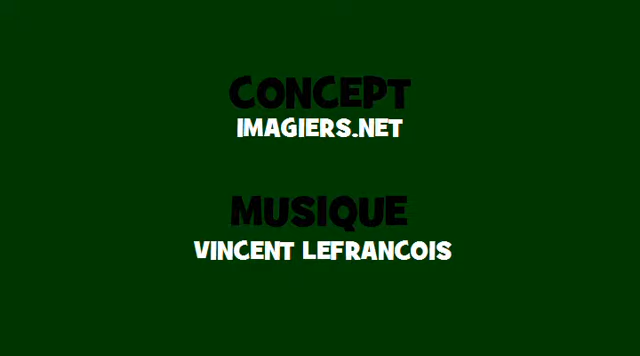 CONCEPT
IMAGIERS.NET
MUSIQUE
VINCENT LEFRANCOIS